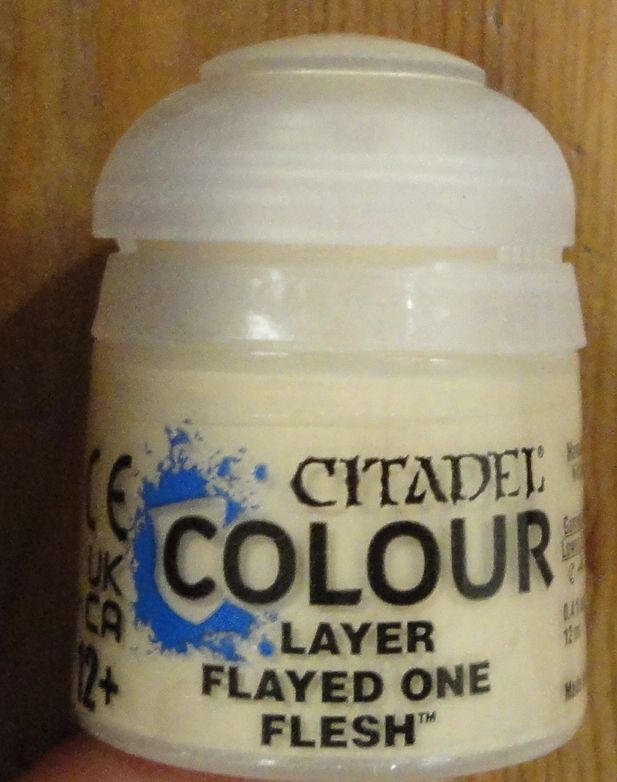 CE
UK
CA
12+
CITADEL®
COLOUR
LAYER
FLAYED ONE
FLESH™